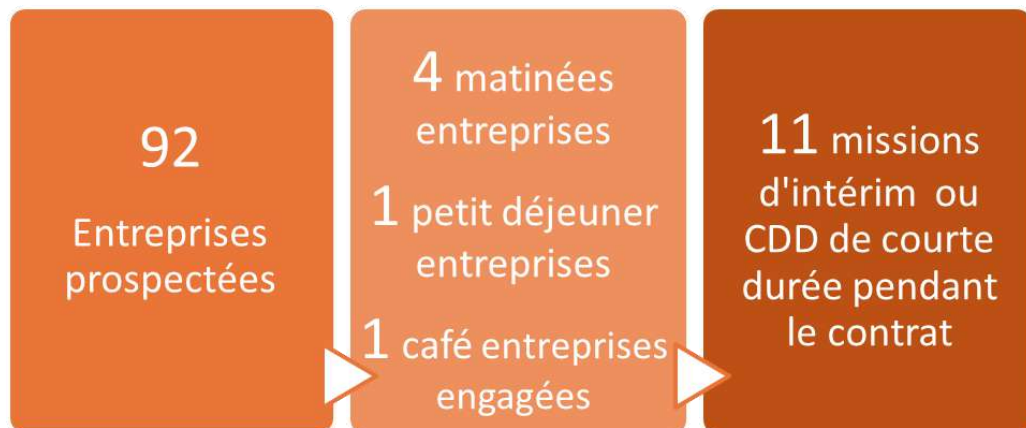 92
Entreprises
prospectées
4 matinées
entreprises
1 petit déjeuner
entreprises
1 café entreprises
engagées
11 missions
d'intérim ou
CDD de courte
durée pendant
le contrat